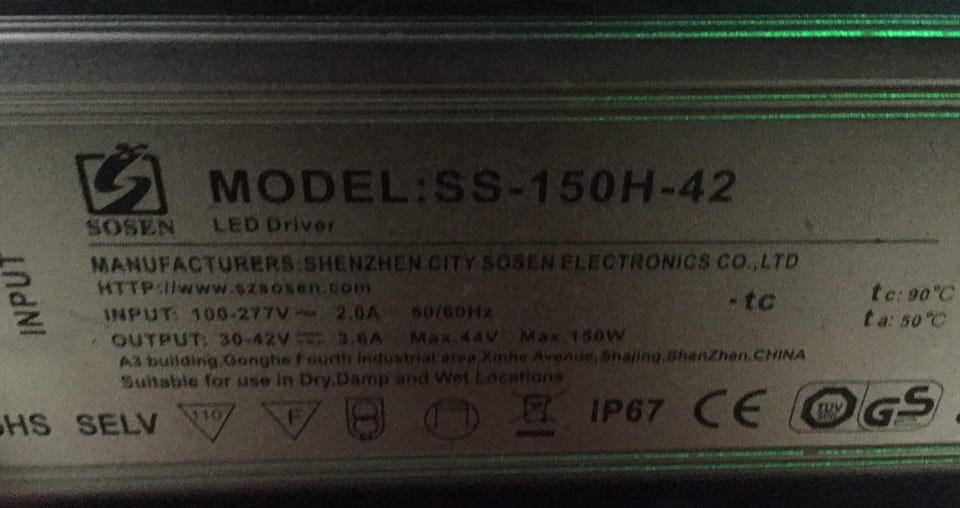 SOSEN
MODEL:SS-150H-42
LED Driver
INPUT
MANUFACTURERS:SHENZHEN CITY SOSEN ELECTRONICS CO.,LTD
HTTP://www.szsosen.com
INPUT: 100-277V~ 2.0A 50/60Hz
OUTPUT: 30-42V⎓ 3.6A Max.44V Max 150W
A3 building,Gonghe Fourth industrial area,Xinhe Avenue,Shajing,ShenZhen,CHINA
Suitable for use in Dry,Damp and Wet Locations
·tc
tc: 90°C
ta: 50°C
HS SELV 110 F IP67 CE TUV GS